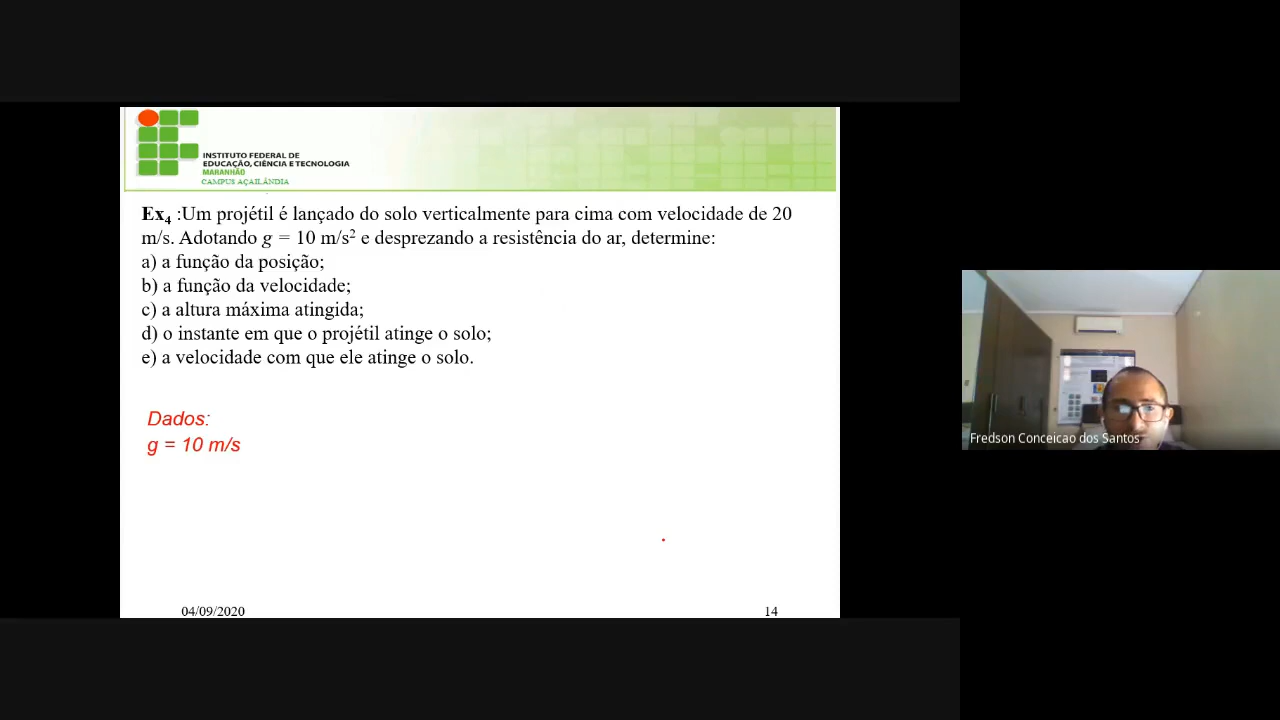 INSTITUTO FEDERAL DE
EDUCAÇÃO, CIÊNCIA E TECNOLOGIA
MARANHÃO
CAMPUS AÇAILÂNDIA
Ex4 :Um projétil é lançado do solo verticalmente para cima com velocidade de 20
m/s. Adotando g = 10 m/s² e desprezando a resistência do ar, determine:
a) a função da posição;
b) a função da velocidade;
c) a altura máxima atingida;
d) o instante em que o projétil atinge o solo;
e) a velocidade com que ele atinge o solo.
Dados:
g = 10 m/s
04/09/2020
14
Fredson Conceicao dos Santos